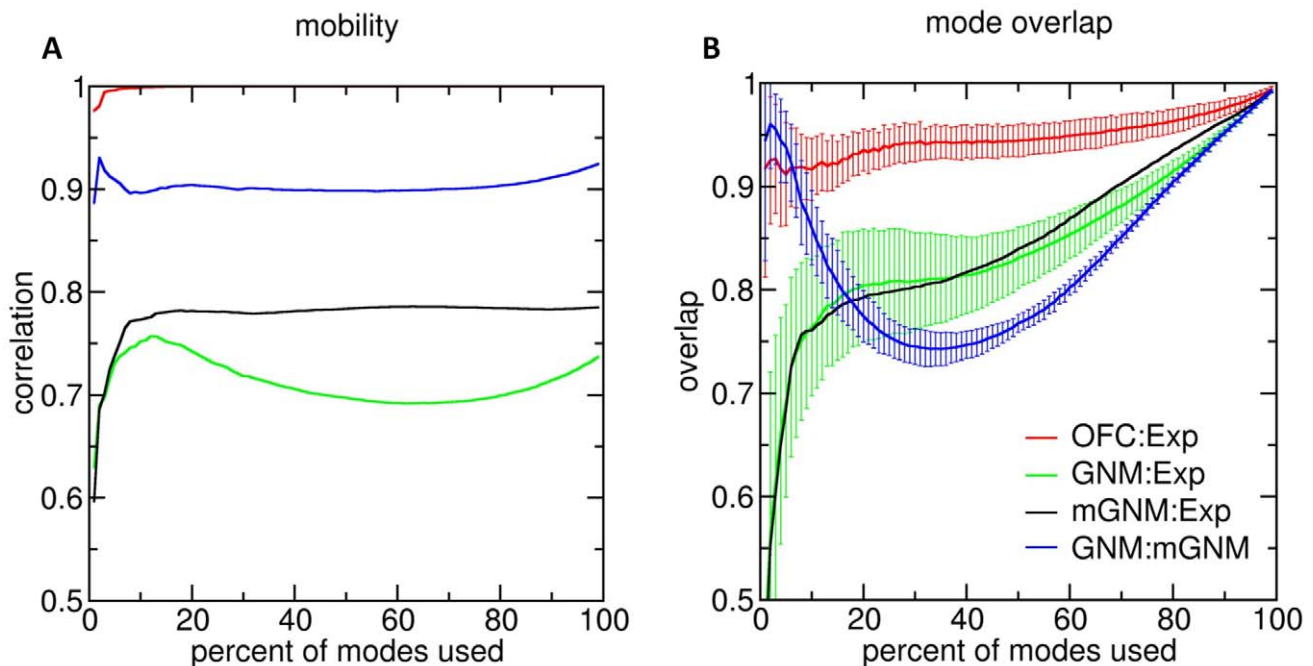 mobility
A
1
0.9
0.8
0.7
0.6
0.5
correlation
0
20
40
60
80
100
percent of modes used
mode overlap
B
1
0.9
0.8
0.7
0.6
0.5
overlap
0
20
40
60
80
100
percent of modes used
OFC:Exp
GNM:Exp
mGNM:Exp
GNM:mGNM